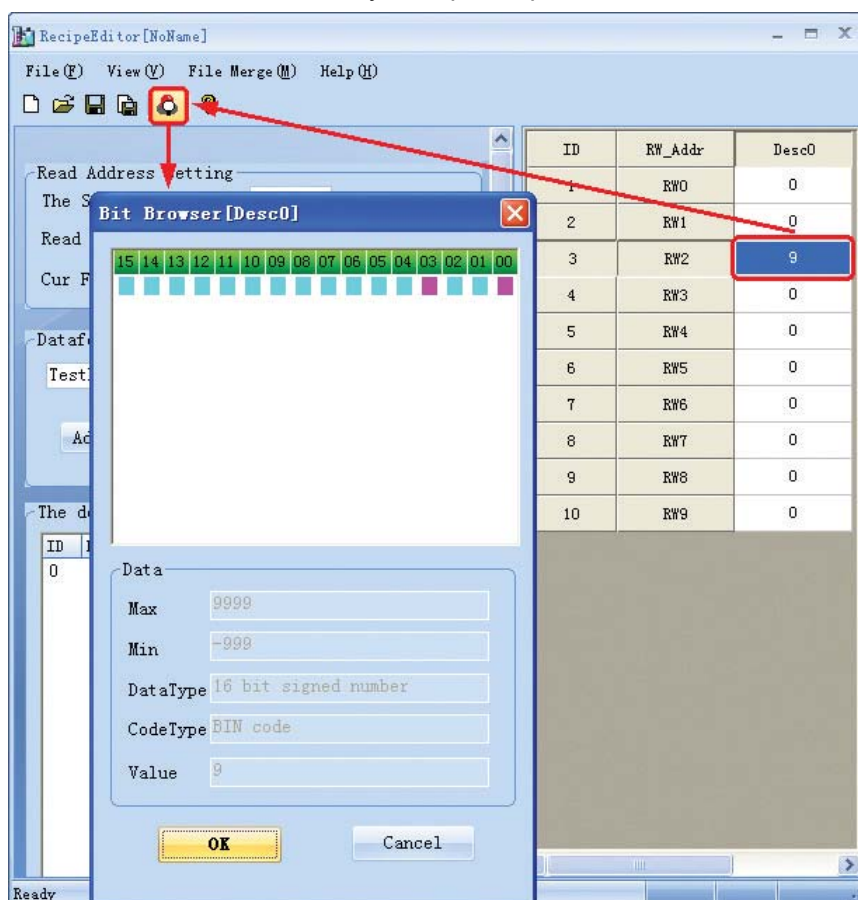 RecipeEditor[NoName]
File(F) View(V) File Merge(M) Help(H)
Read Address Setting
The S
Read
Cur F
Datafo
Test
Ad
The d
ID
0
Bit Browser[Desc0]
15 14 13 12 11 10 09 08 07 06 05 04 03 02 01 00
Data
Max 9999
Min -999
DataType 16 bit signed number
CodeType BIN code
Value 9
OK Cancel
ID RW_Addr Desc0
1 RW0 0
2 RW1 0
3 RW2 9
4 RW3 0
5 RW4 0
6 RW5 0
7 RW6 0
8 RW7 0
9 RW8 0
10 RW9 0
Ready